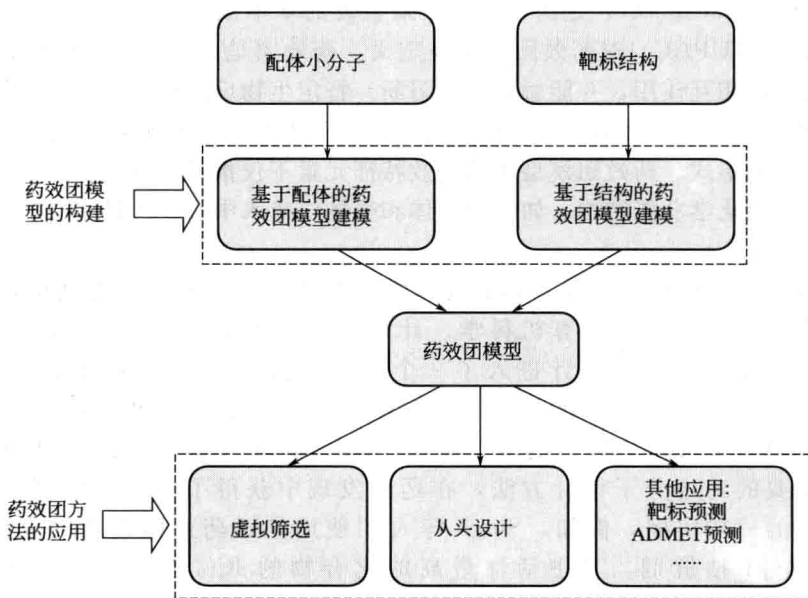 配体小分子
靶标结构
药效团模
型的构建
基于配体的药
效团模型建模
基于结构的药
效团模型建模
药效团模型
药效团方
法的应用
虚拟筛选
从头设计
其他应用:
靶标预测
ADMET预测
......